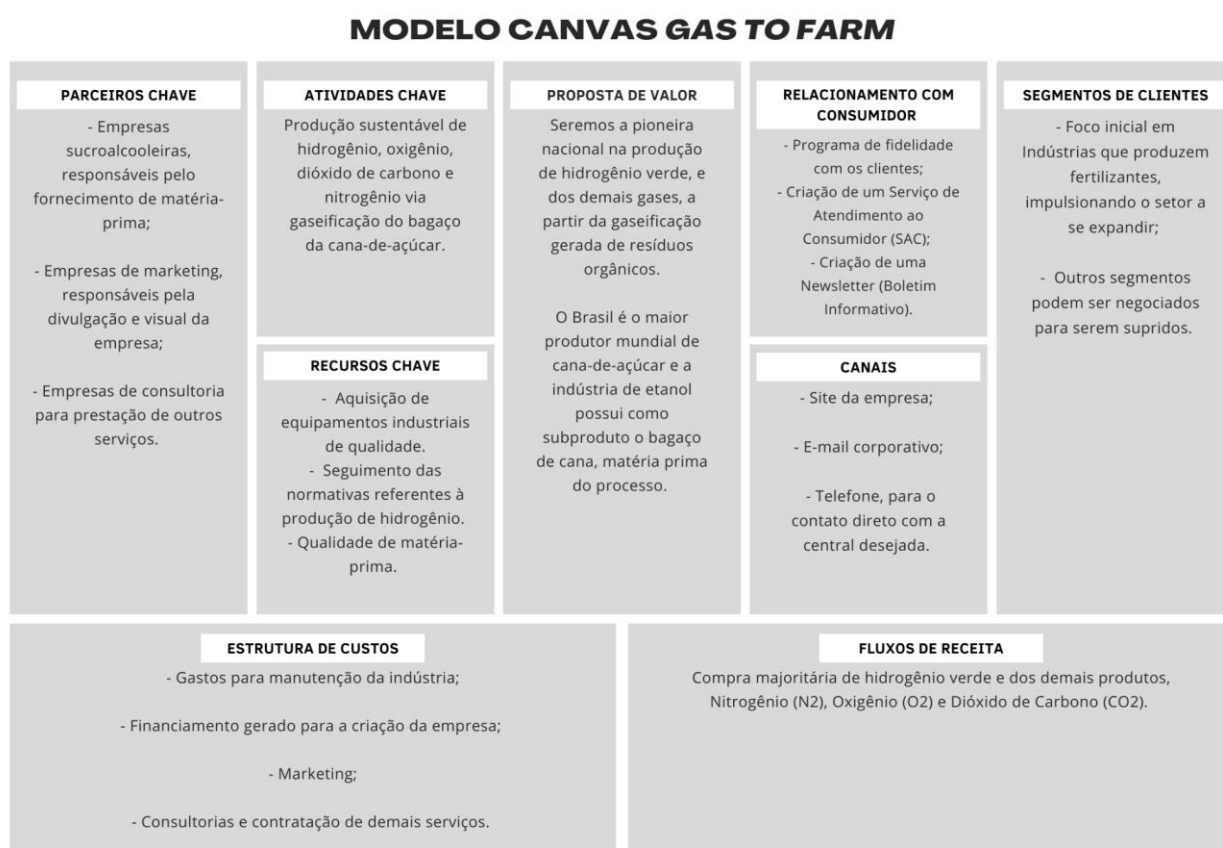 MODELO CANVAS GAS TO FARM
PARCEIROS CHAVE
- Empresas
sucroalcooleiras,
responsáveis pelo
fornecimento de matéria-
prima;
- Empresas de marketing,
responsáveis pela
divulgação e visual da
empresa;
- Empresas de consultoria
para prestação de outros
serviços.
ATIVIDADES CHAVE
Produção sustentável de
hidrogênio, oxigênio,
dióxido de carbono e
nitrogênio via
gaseificação do bagaço
da cana-de-açúcar.
RECURSOS CHAVE
- Aquisição de
equipamentos industriais
de qualidade.
- Seguimento das
normativas referentes à
produção de hidrogênio.
- Qualidade de matéria-
prima.
PROPOSTA DE VALOR
Seremos a pioneira
nacional na produção
de hidrogênio verde, e
dos demais gases, a
partir da gaseificação
gerada de resíduos
orgânicos.
O Brasil é o maior
produtor mundial de
cana-de-açúcar e a
indústria de etanol
possui como
subproduto o bagaço
de cana, matéria prima
do processo.
RELACIONAMENTO COM
CONSUMIDOR
- Programa de fidelidade
com os clientes;
- Criação de um Serviço de
Atendimento ao
Consumidor (SAC);
- Criação de uma
Newsletter (Boletim
Informativo).
CANAIS
- Site da empresa;
- E-mail corporativo;
- Telefone, para o
contato direto com a
central desejada.
SEGMENTOS DE CLIENTES
- Foco inicial em
Indústrias que produzem
fertilizantes,
impulsionando o setor a
se expandir;
- Outros segmentos
podem ser negociados
para serem supridos.
ESTRUTURA DE CUSTOS
- Gastos para manutenção da indústria;
- Financiamento gerado para a criação da empresa;
- Marketing;
- Consultorias e contratação de demais serviços.
FLUXOS DE RECEITA
Compra majoritária de hidrogênio verde e dos demais produtos,
Nitrogênio (N2), Oxigênio (O2) e Dióxido de Carbono (CO2).